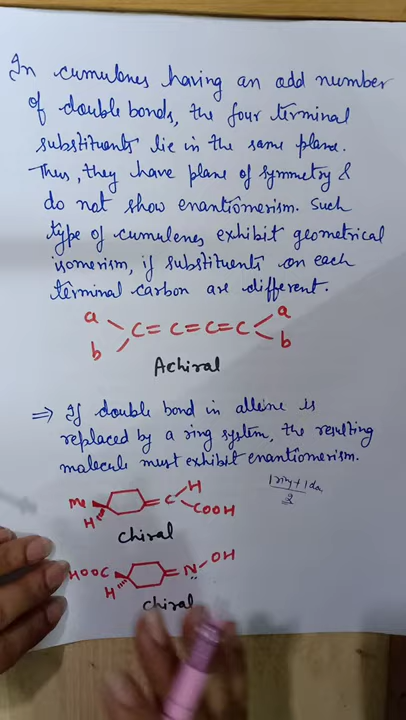 In cumulenes having an odd number
of double bonds, the four terminal
substituents lie in the same plane.
Thus, they have plane of symmetry &
do not show enantiomerism. Such
type of cumulenes exhibit geometrical
isomerism, if substituents on each
terminal carbon are different.
a a
C=C=C=C
b b
Achiral
⇒ If double bond in allene is
replaced by a ring system, the resulting
molecule must exhibit enantiomerism.
Me H C H COOH
chiral
HOOC H N OH
chiral